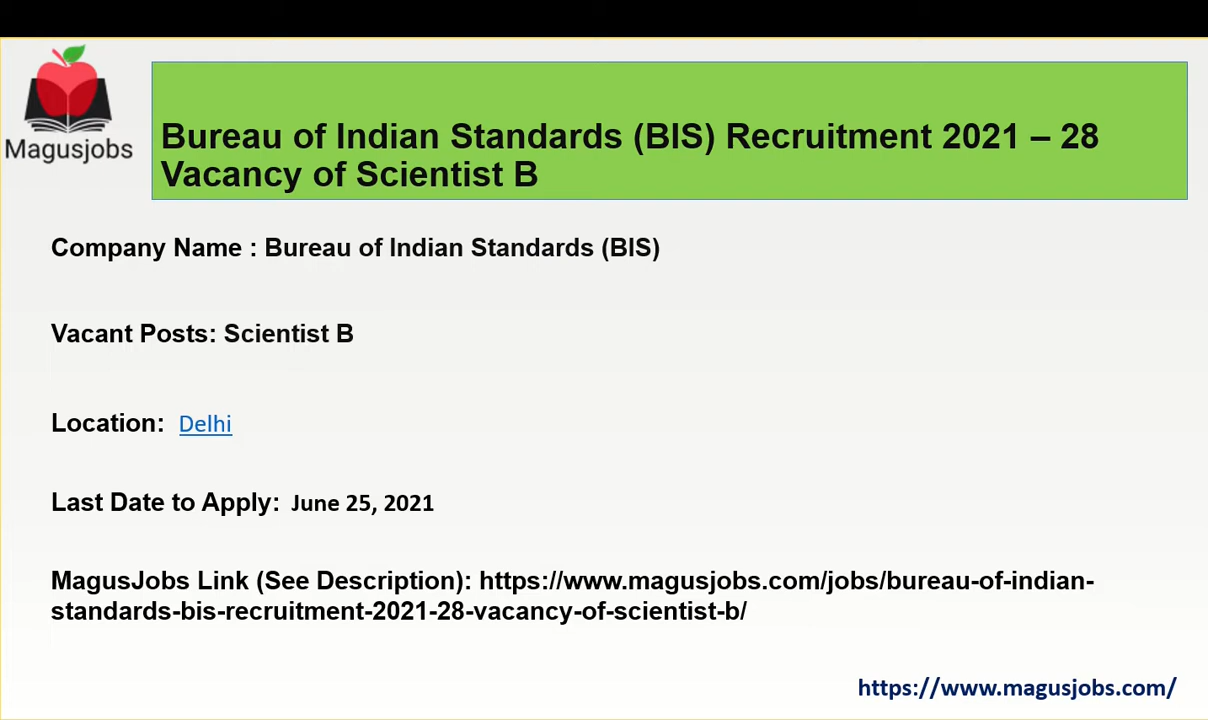 Magusjobs
Bureau of Indian Standards (BIS) Recruitment 2021 – 28
Vacancy of Scientist B
Company Name : Bureau of Indian Standards (BIS)
Vacant Posts: Scientist B
Location: Delhi
Last Date to Apply: June 25, 2021
MagusJobs Link (See Description): https://www.magusjobs.com/jobs/bureau-of-indian-
standards-bis-recruitment-2021-28-vacancy-of-scientist-b/
https://www.magusjobs.com/